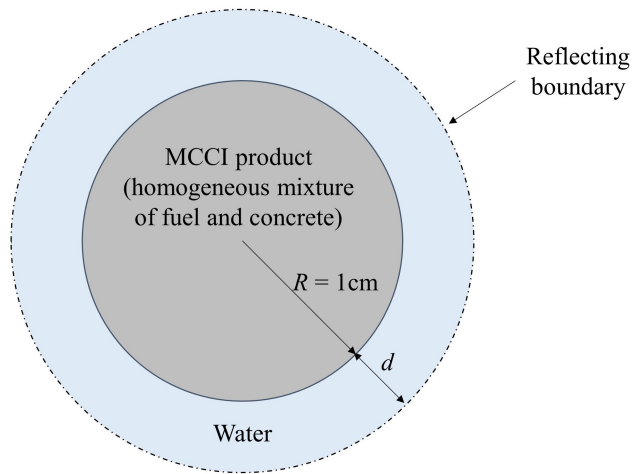 Reflecting
boundary
MCCI product
(homogeneous mixture
of fuel and concrete)
R = 1cm
d
Water